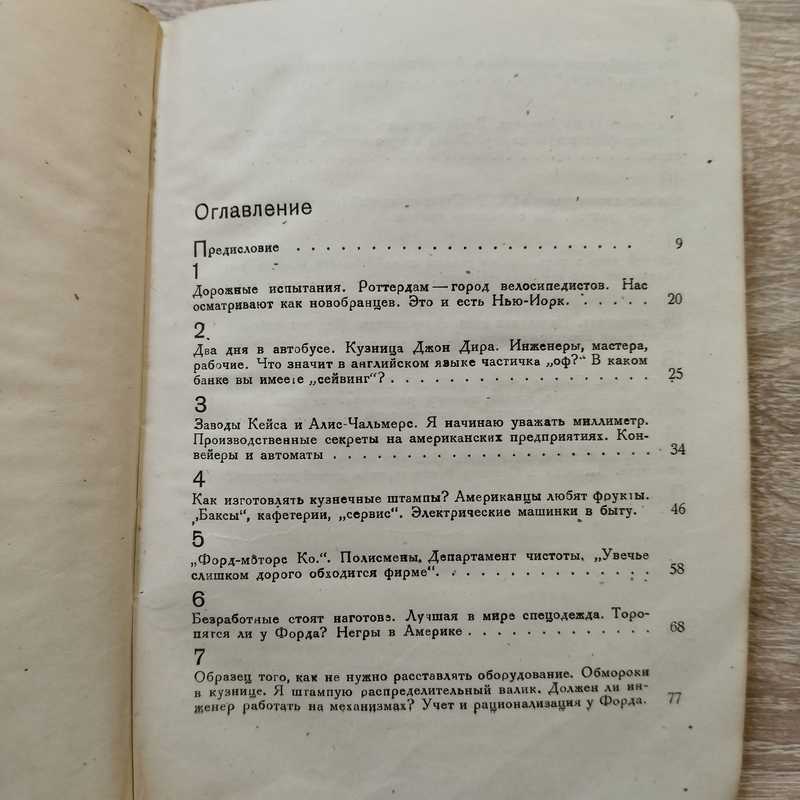 Оглавление
Предисловие . . . . . . . . . . . . . . . . . . . . . . . 9
1
Дорожные испытания. Роттердам — город велосипедистов. Нас
осматривают как новобранцев. Это и есть Нью-Йорк. . . . . . 20
2
Два дня в автобусе. Кузница Джон Дира. Инженеры, мастера,
рабочие. Что значит в английском языке частичка „оф?“ В каком
банке вы имеете „сейвинг“? . . . . . . . . . . . . . . . . . . 25
3
Заводы Кейса и Алис-Чальмерс. Я начинаю уважать миллиметр.
Производственные секреты на американских предприятиях. Кон-
вейеры и автоматы . . . . . . . . . . . . . . . . . . . . . . 34
4
Как изготовлять кузнечные штампы? Американцы любят фрукты.
„Баксы“, кафетерии, „сервис“. Электрические машинки в быту. 46
5
„Форд-мōторс Ко.“. Полисмены. Департамент чистоты. „Увечье
слишком дорого обходится фирме“. . . . . . . . . . . . . . . 58
6
Безработные стоят наготове. Лучшая в мире спецодежда. Торо-
пятся ли у Форда? Негры в Америке . . . . . . . . . . . . . 68
7
Образец того, как не нужно расставлять оборудование. Обмороки
в кузнице. Я штампую распределительный валик. Должен ли ин-
женер работать на механизмах? Учет и рационализация у Форда. 77